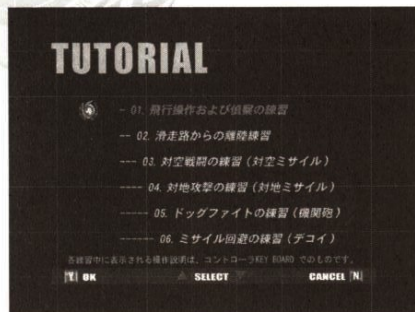 TUTORIAL
- 01. 飛行操作および偵察の練習
-- 02. 滑走路からの離陸練習
---- 03. 対空戦闘の練習（対空ミサイル）
---- 04. 対地攻撃の練習（対地ミサイル）
------ 05. ドッグファイトの練習（機関砲）
------ 06. ミサイル回避の練習（デコイ）
各練習中に表示される操作説明は、コントローラKEY BOARD でのものです。
[Y] OK SELECT CANCEL [N]